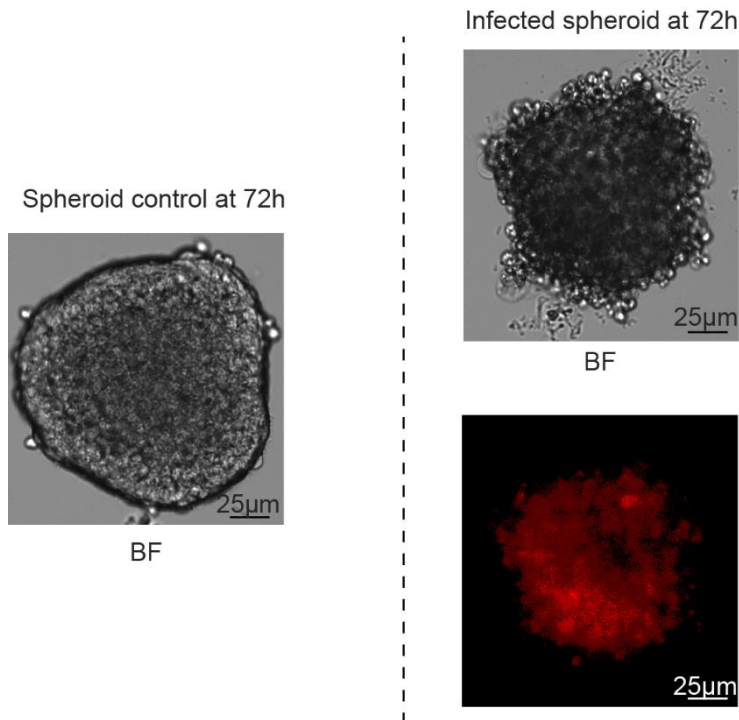 Spheroid control at 72h
25µm
BF
Infected spheroid at 72h
25µm
BF
25µm